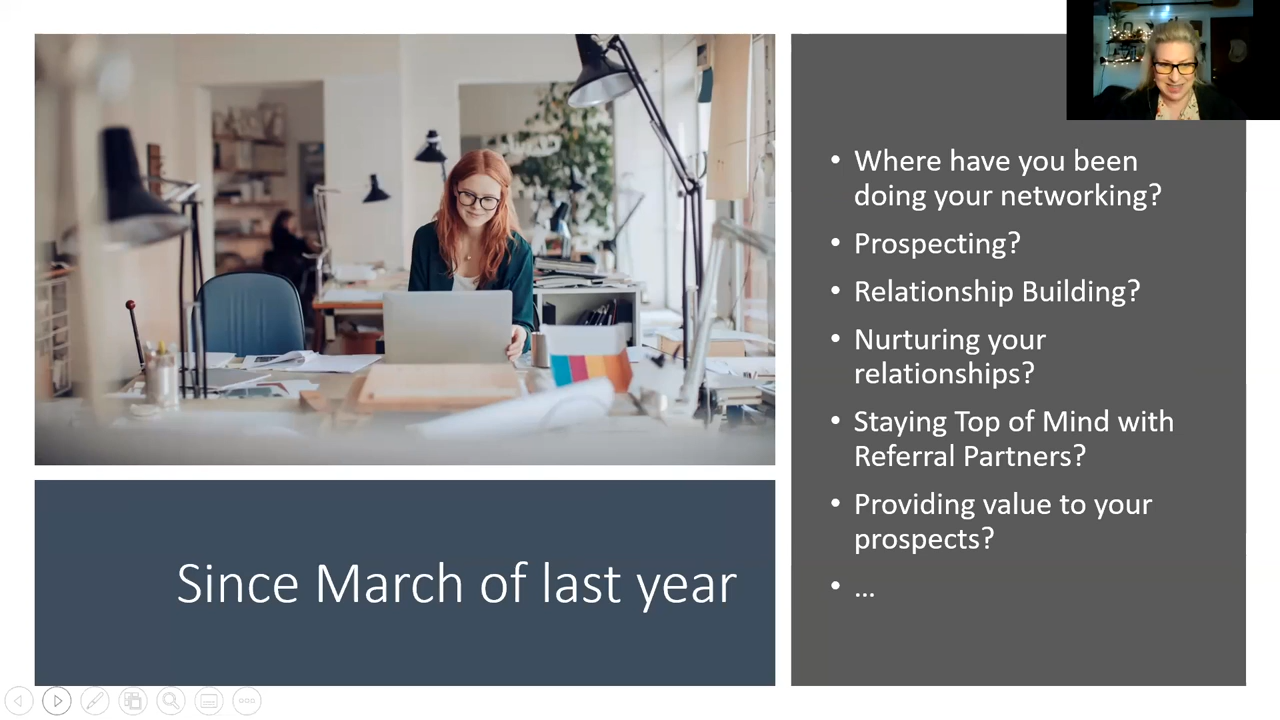 Where have you been
doing your networking?
Prospecting?
Relationship Building?
Nurturing your
relationships?
Staying Top of Mind with
Referral Partners?
Providing value to your
prospects?
...
Since March of last year